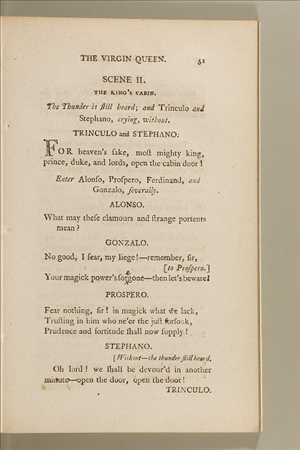 THE VIRGIN QUEEN. 41
SCENE II.
THE KING's CABIN.
The Thunder is ſtill heard; and Trinculo and
Stephano, crying, without.
TRINCULO and STEPHANO:
FOR heaven's ſake, moſt mighty king,
prince, duke, and lords, open the cabin door!
Enter Alonſo, Proſpero, Ferdinand, and
Gonzalo, ſeverally.
ALONSO.
What may theſe clamours and ſtrange portents
mean?
GONZALO.
No good, I fear, my liege!—remember, ſir,
[to Proſpero.]
Your magick power's forgone—then let's beware!
PROSPERO.
Fear nothing, ſir! in magick what we lack,
Truſting in him who ne'er the juſt forſook,
Prudence and fortitude ſhall now ſupply!
STEPHANO.
[Without—the thunder ſtill heard.
Oh lord! we ſhall be devour'd in another
minute—open the door, open the door!
TRINCULO.